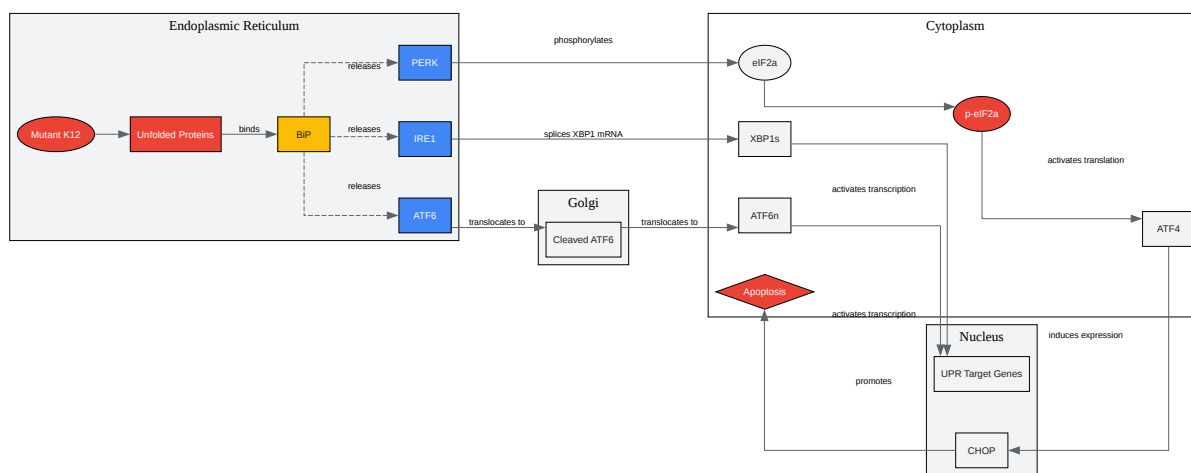 Endoplasmic Reticulum
Cytoplasm
phosphorylates
releases
PERK
eIF2a
p-eIF2a
Mutant K12
Unfolded Proteins
binds
BiP
releases
IRE1
splices XBP1 mRNA
XBP1s
activates translation
releases
activates transcription
Golgi
ATF6
translocates to
Cleaved ATF6
translocates to
ATF6n
ATF4
Apoptosis
activates transcription
Nucleus
induces expression
UPR Target Genes
promotes
CHOP